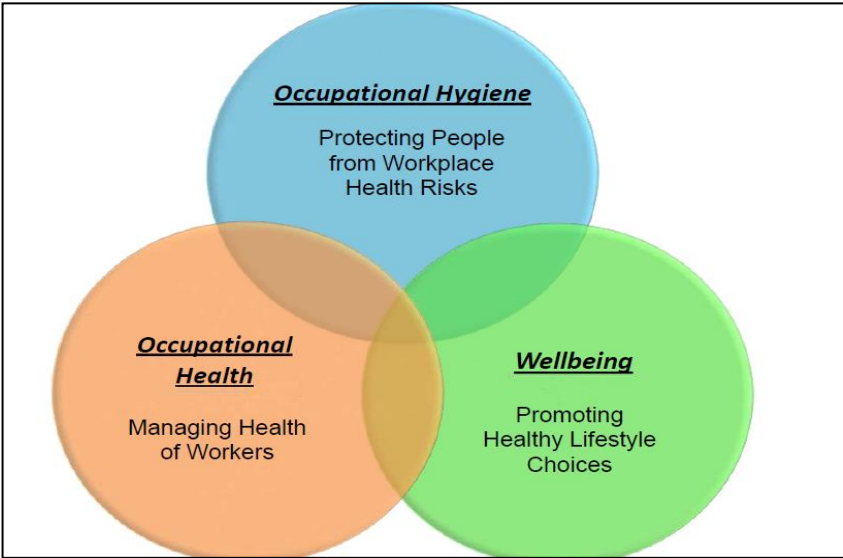 Occupational Hygiene
Protecting People
from Workplace
Health Risks
Occupational
Health
Managing Health
of Workers
Wellbeing
Promoting
Healthy Lifestyle
Choices